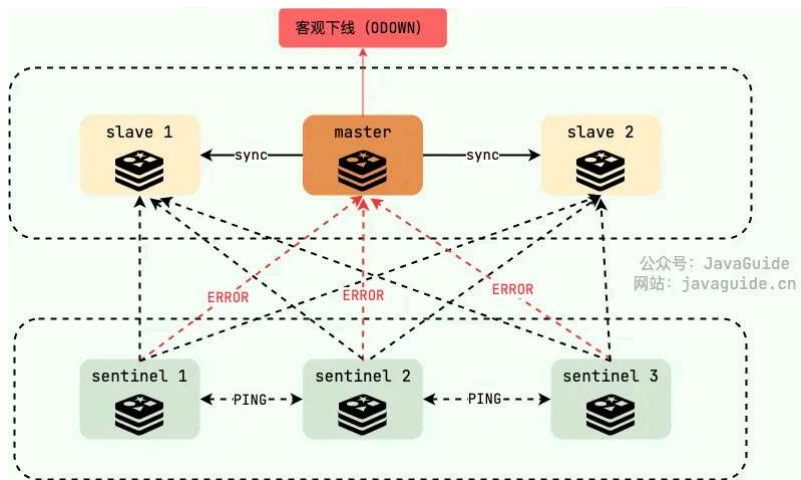 客观下线（ODOWN）
slave 1
master
slave 2
sync
sync
公众号：JavaGuide
网站：javaguide.cn
ERROR
ERROR
ERROR
sentinel 1
sentinel 2
sentinel 3
PING
PING